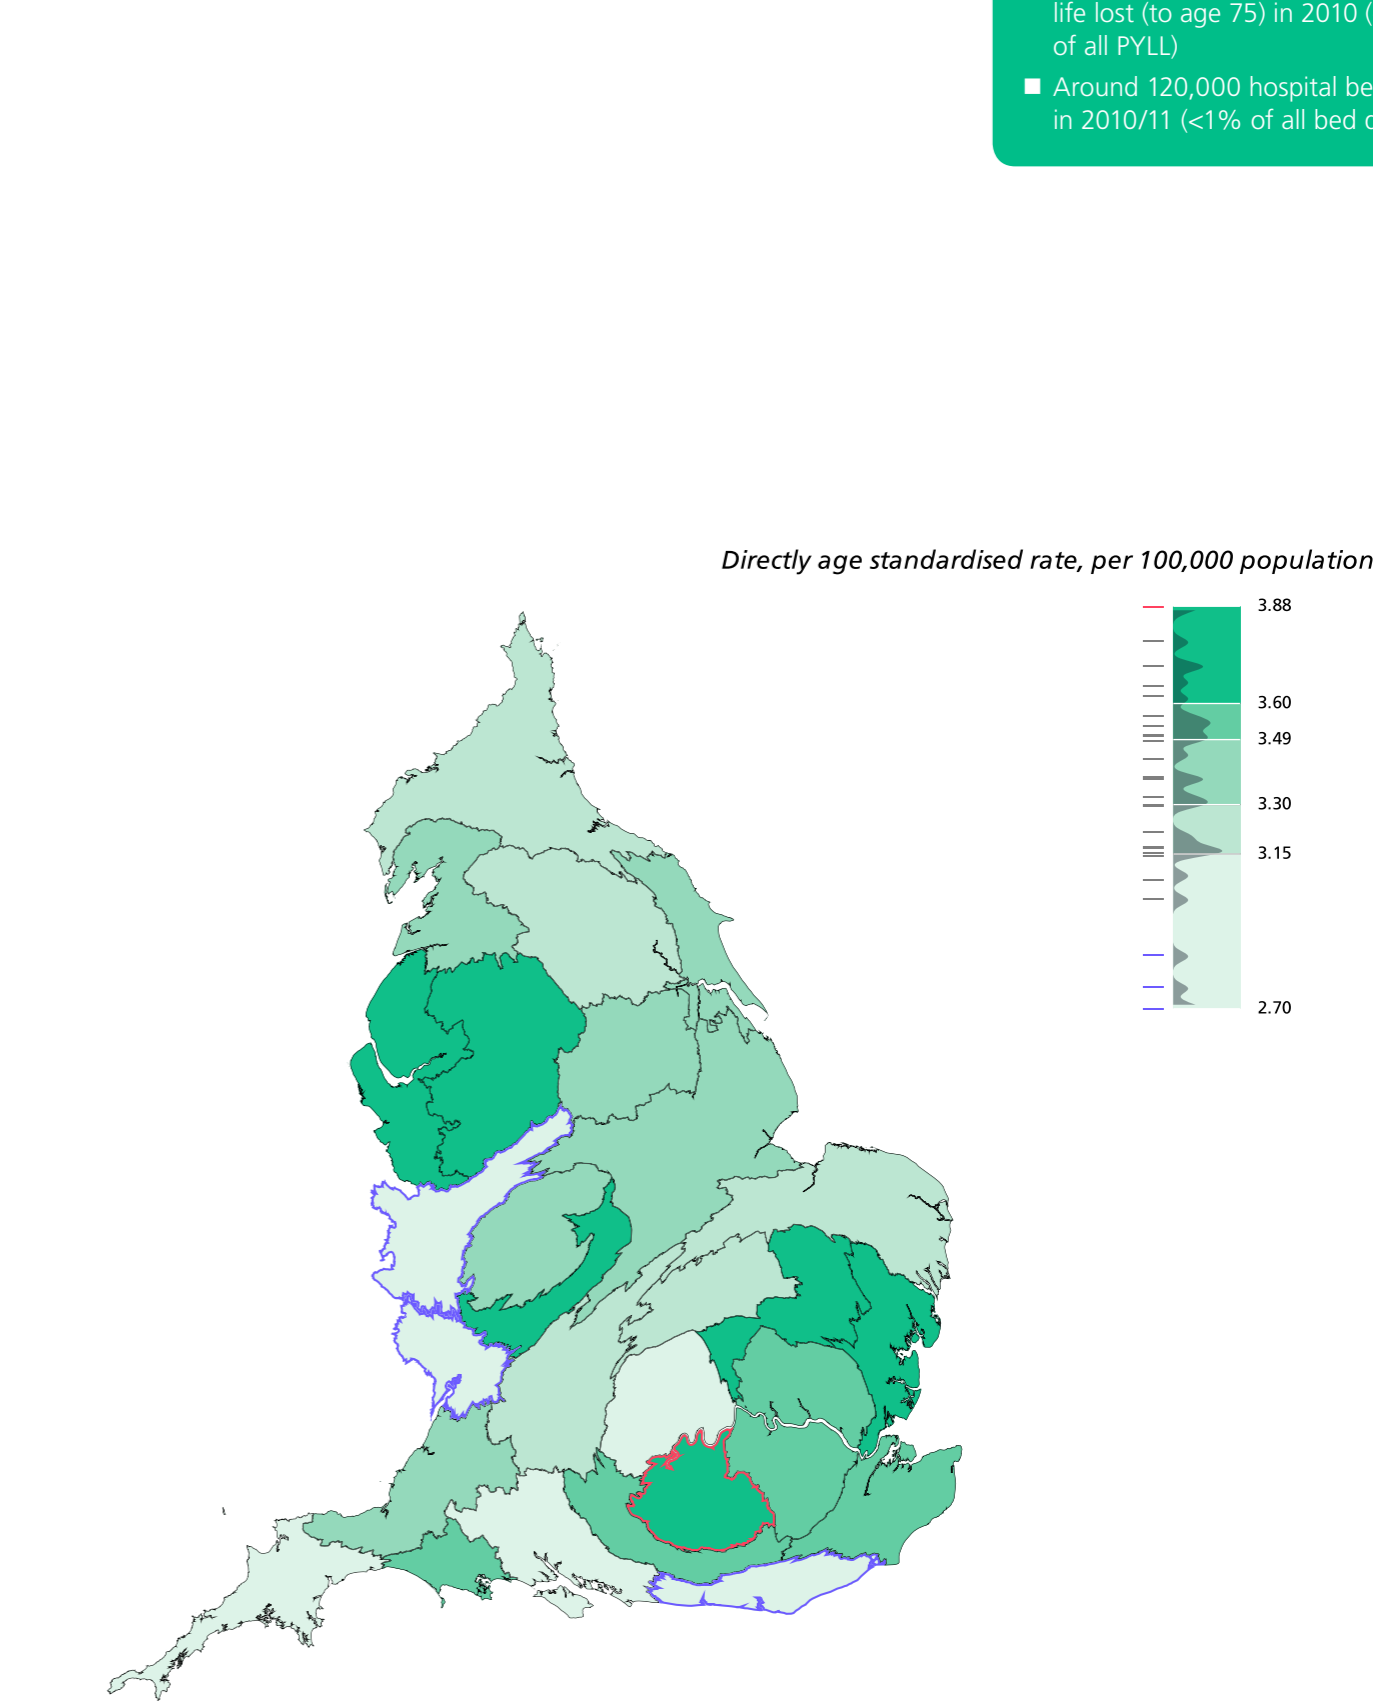 life lost (to age 75) in 2010 (
of all PYLL)
Around 120,000 hospital be
in 2010/11 (<1% of all bed
Directly age standardised rate, per 100,000 population
3.88
3.60
3.49
3.30
3.15
2.70